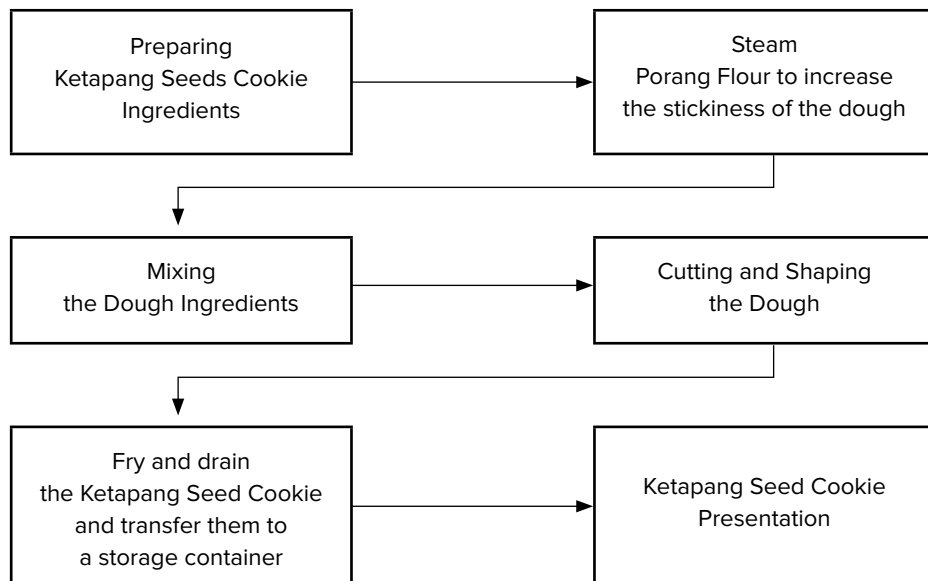 Preparing
Ketapang Seeds Cookie
Ingredients
Steam
Porang Flour to increase
the stickiness of the dough
Mixing
the Dough Ingredients
Cutting and Shaping
the Dough
Fry and drain
the Ketapang Seed Cookie
and transfer them to
a storage container
Ketapang Seed Cookie
Presentation